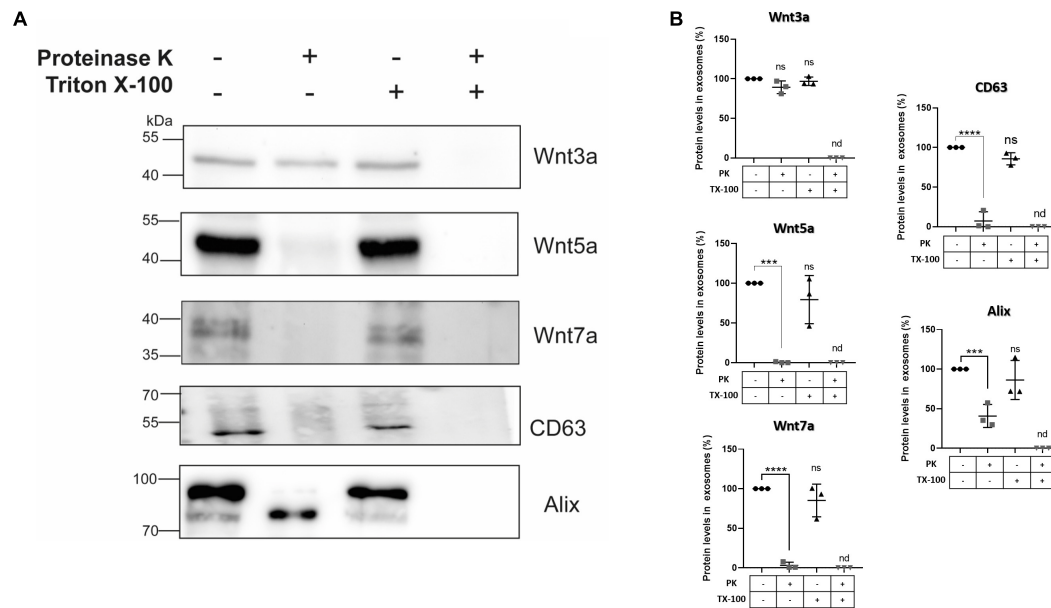 A
Proteinase K - + - +
Triton X-100 - - + +
kDa
55
40
Wnt3a
55
40
Wnt5a
40
35
Wnt7a
70
55
CD63
100
70
Alix
B
Wnt3a
Protein levels in exosomes (%)
150
100
50
0
ns
ns
nd
PK - + - +
TX-100 - - + +
Wnt5a
Protein levels in exosomes (%)
150
100
50
0
***
ns
nd
PK - + - +
TX-100 - - + +
Wnt7a
Protein levels in exosomes (%)
150
100
50
0
****
ns
nd
PK - + - +
TX-100 - - + +
CD63
Protein levels in exosomes (%)
150
100
50
0
****
ns
nd
PK - + - +
TX-100 - - + +
Alix
Protein levels in exosomes (%)
150
100
50
0
***
ns
nd
PK - + - +
TX-100 - - + +